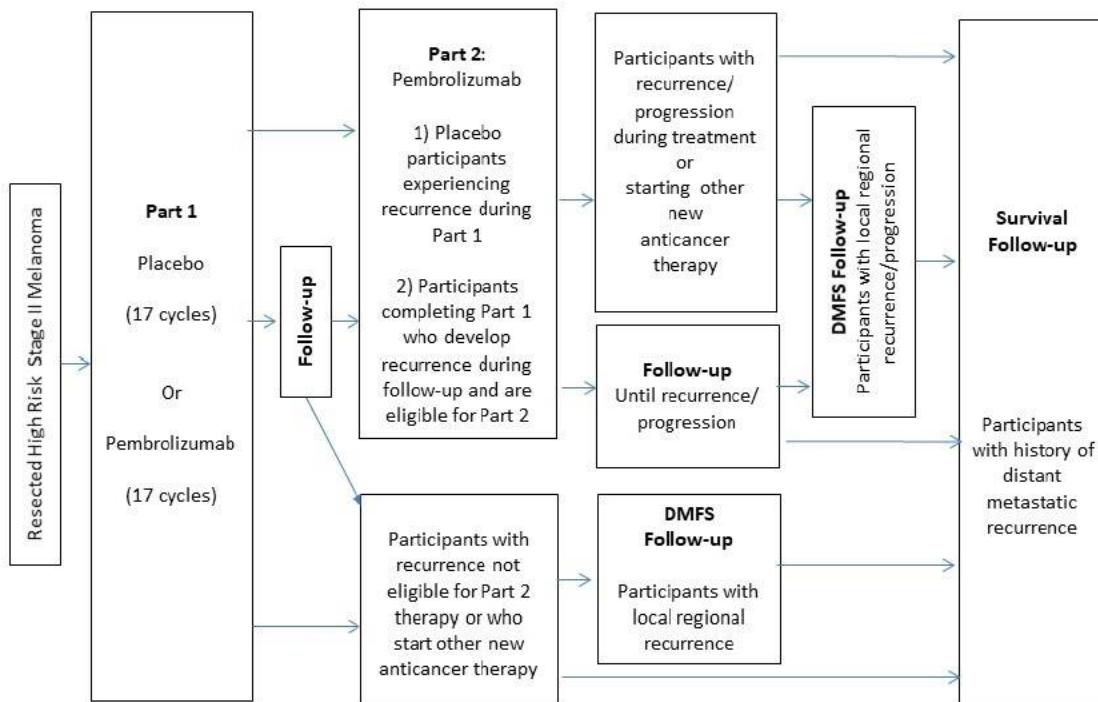 Resected High Risk Stage II Melanoma
Part 1
Placebo
(17 cycles)
Or
Pembrolizumab
(17 cycles)
Follow-up
Part 2:
Pembrolizumab
1) Placebo
participants
experiencing
recurrence during
Part 1
2) Participants
completing Part 1
who develop
recurrence during
follow-up and are
eligible for Part 2
Participants with
recurrence not
eligible for Part 2
therapy or who
start other new
anticancer therapy
Participants with
recurrence/
progression
during treatment
or
starting other
new
anticancer
therapy
Follow-up
Until recurrence/
progression
DMFS
Follow-up
Participants with
local regional
recurrence
DMFS Follow-up
Participants with local regional
recurrence/progression
Survival
Follow-up
Participants
with history of
distant
metastatic
recurrence